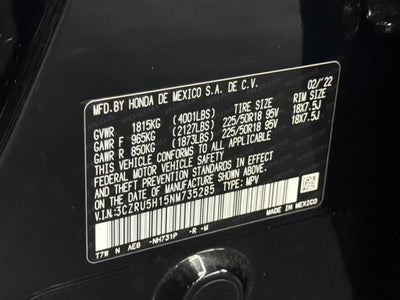 MFD.BY HONDA DE MEXICO S.A. DE C.V. 02/'22
TIRE SIZE RIM SIZE
GVWR 1815KG (4001LBS)
GAWR F 965KG (2127LBS) 225/50R18 95V 18X7.5J
GAWR R 850KG (1873LBS) 225/50R18 95V 18X7.5J
THIS VEHICLE CONFORMS TO ALL APPLICABLE
FEDERAL MOTOR VEHICLE SAFETY AND THEFT PREVENTION STANDARDS
IN EFFECT ON THE DATE OF MANUFACTURE SHOWN ABOVE.
V.I.N.:3CZRU5H15NM735285 TYPE: MPV
T7W N AE6 -NH731P -R -M MADE IN MEXICO